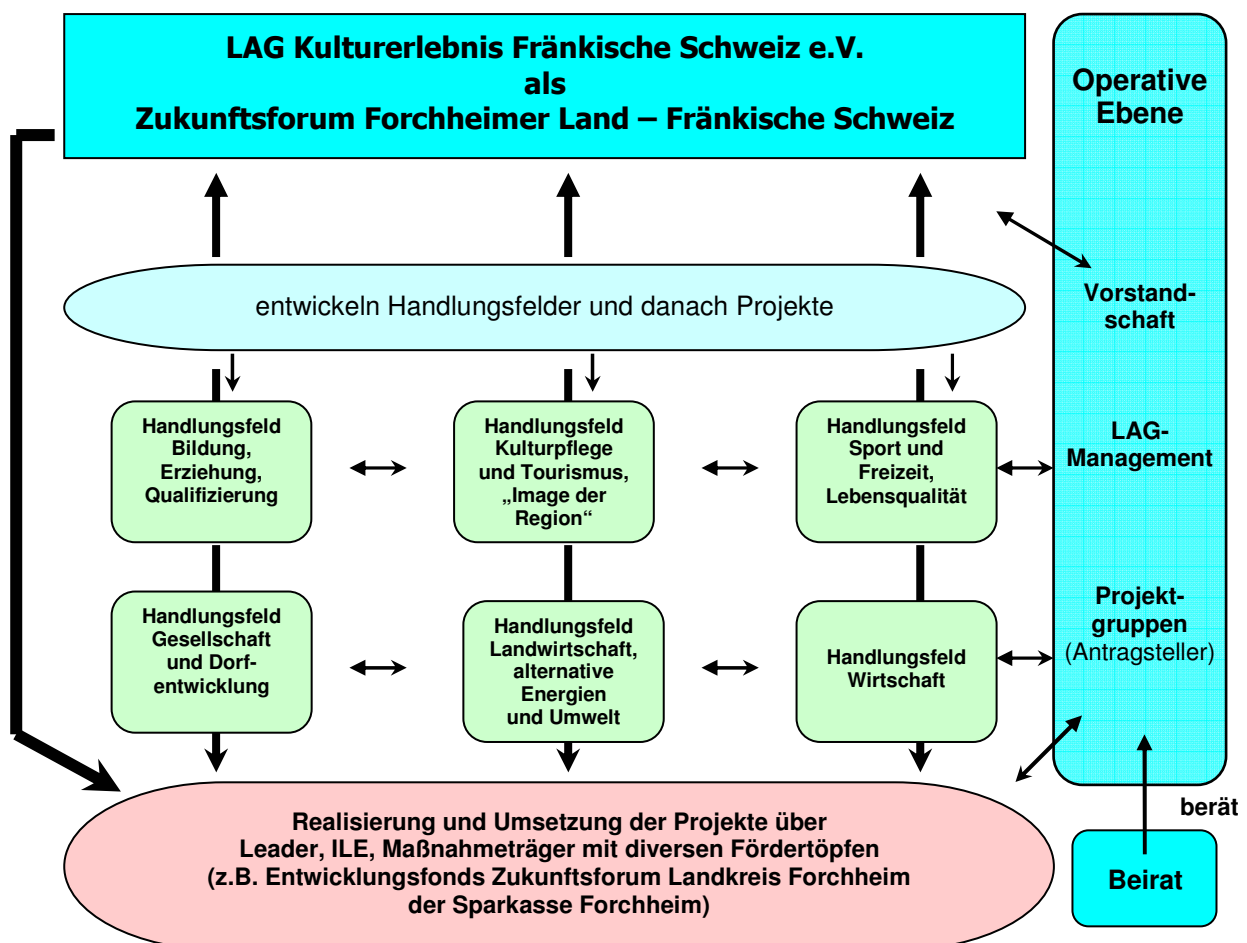 LAG Kulturerlebnis Fränkische Schweiz e.V.
als
Zukunftsforum Forchheimer Land – Fränkische Schweiz
Operative
Ebene
entwickeln Handlungsfelder und danach Projekte
Vorstand-
schaft
Handlungsfeld
Bildung,
Erziehung,
Qualifizierung
Handlungsfeld
Kulturpflege
und Tourismus,
„Image der
Region“
Handlungsfeld
Sport und
Freizeit,
Lebensqualität
LAG-
Management
Handlungsfeld
Gesellschaft
und Dorf-
entwicklung
Handlungsfeld
Landwirtschaft,
alternative
Energien
und Umwelt
Handlungsfeld
Wirtschaft
Projekt-
gruppen
(Antragsteller)
Realisierung und Umsetzung der Projekte über
Leader, ILE, Maßnahmeträger mit diversen Fördertöpfen
(z.B. Entwicklungsfonds Zukunftsforum Landkreis Forchheim
der Sparkasse Forchheim)
berät
Beirat